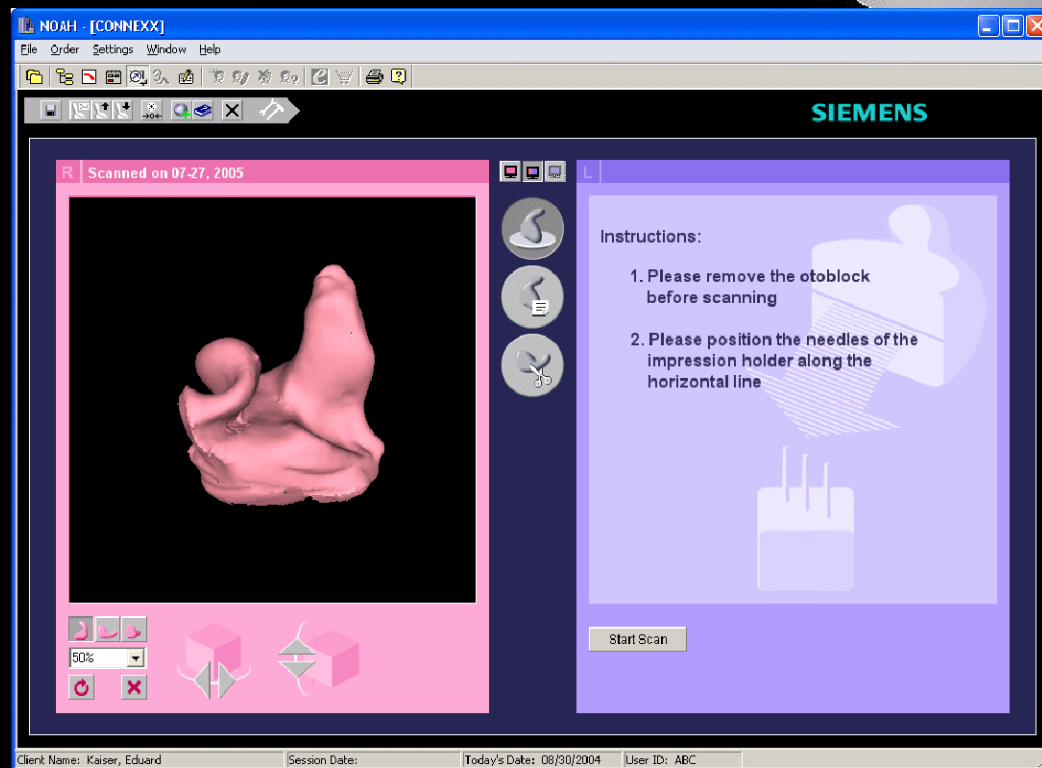 NOAH - [CONNEXX]
File Order Settings Window Help
SIEMENS
R Scanned on 07-27, 2005
L
Instructions:
1. Please remove the otoblock
before scanning
2. Please position the needles of the
impression holder along the
horizontal line
50%
Start Scan
Client Name: Kaiser, Eduard Session Date: Today's Date: 08/30/2004 User ID: ABC